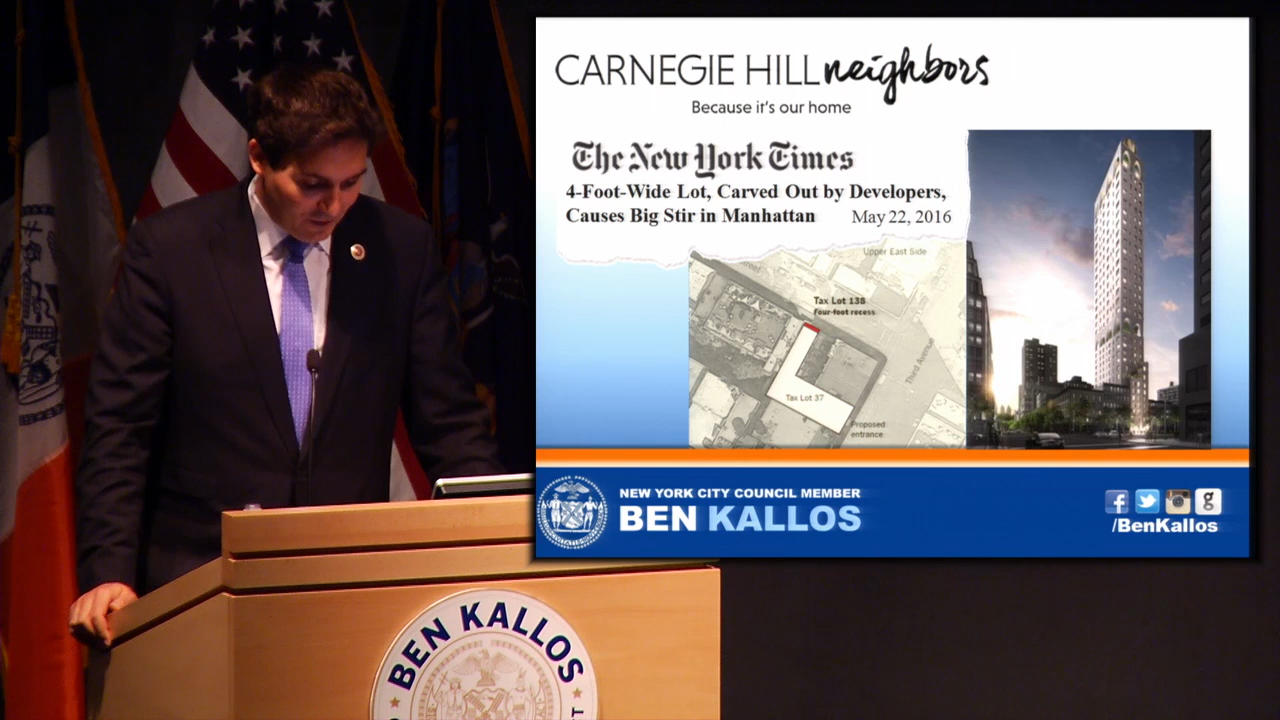 CARNEGIE HILL neighbors
Because it's our home
The New York Times
4-Foot-Wide Lot, Carved Out by Developers,
Causes Big Stir in Manhattan May 22, 2016
Upper East Side
Tax Lot 138
Four-foot recess
Third Avenue
Tax Lot 37
Proposed
entrance
NEW YORK CITY COUNCIL MEMBER
BEN KALLOS
/BenKallos
BEN KALLOS